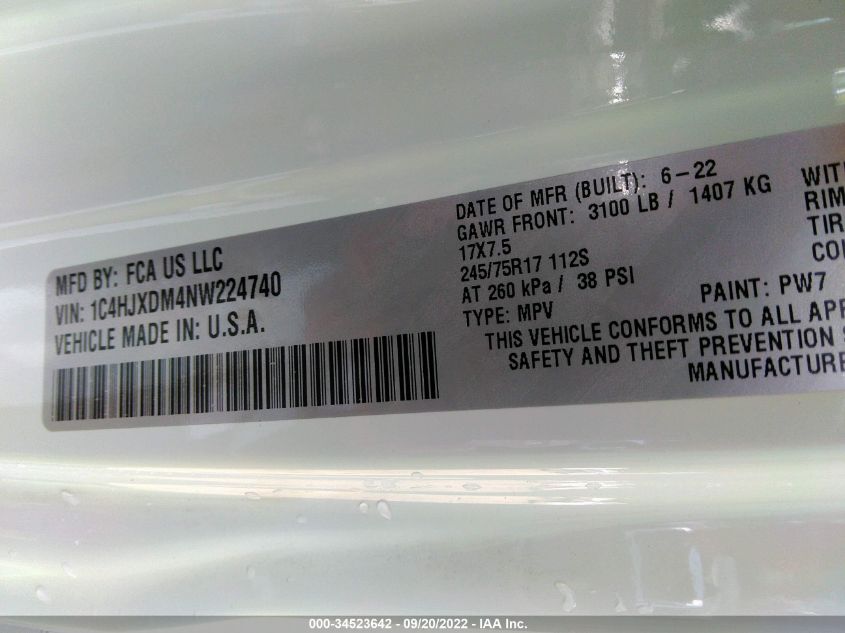 MFD BY: FCA US LLC
VIN: 1C4HJXDM4NW224740
VEHICLE MADE IN: U.S.A.
DATE OF MFR (BUILT): 6-22
GAWR FRONT: 3100 LB / 1407 KG
17X7.5
245/75R17 112S
AT 260 kPa / 38 PSI
TYPE: MPV
PAINT: PW7
THIS VEHICLE CONFORMS TO ALL
SAFETY AND THEFT PREVENTION
000-34523642 - 09/20/2022 - IAA Inc.